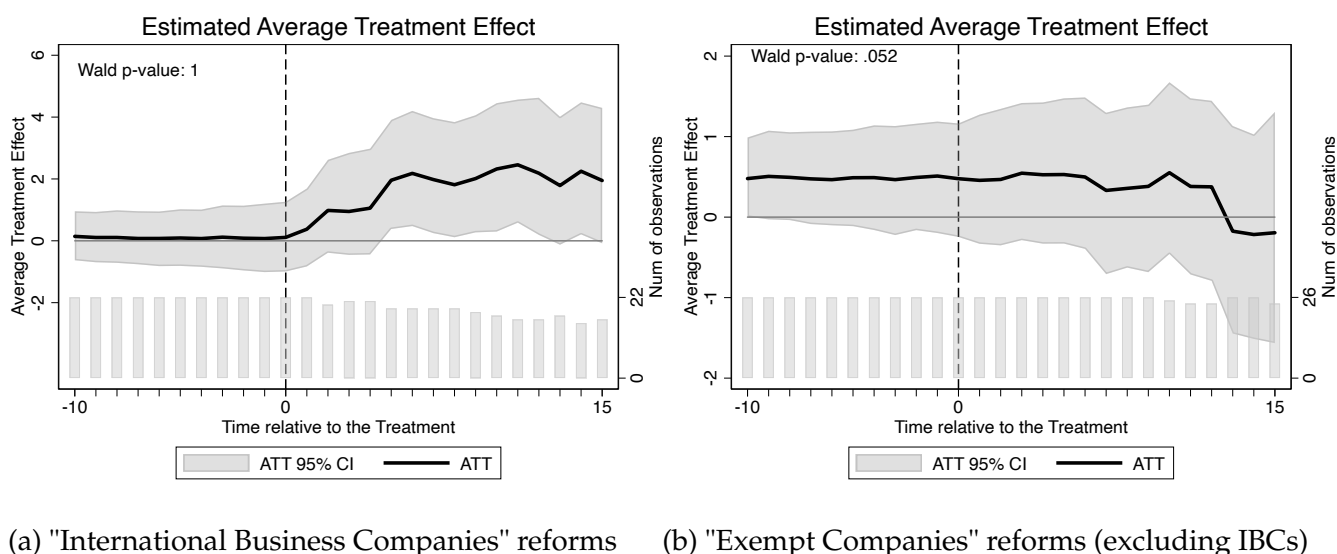 Estimated Average Treatment Effect
Wald p-value: 1
Average Treatment Effect
6
4
2
0
-2
Num of observations
22
0
-10
0
15
Time relative to the Treatment
ATT 95% CI
ATT
(a) "International Business Companies" reforms
Estimated Average Treatment Effect
Wald p-value: .052
Average Treatment Effect
2
1
0
-1
-2
Num of observations
26
0
-10
0
15
Time relative to the Treatment
ATT 95% CI
ATT
(b) "Exempt Companies" reforms (excluding IBCs)